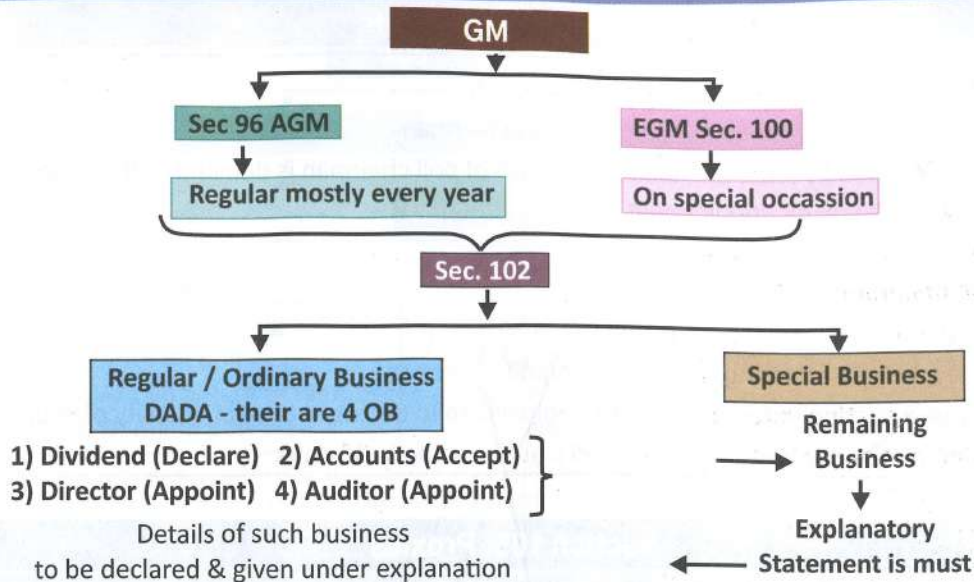 GM
Sec 96 AGM
EGM Sec. 100
Regular mostly every year
On special occassion
Sec. 102
Regular / Ordinary Business
DADA - their are 4 OB
Special Business
1) Dividend (Declare) 2) Accounts (Accept)
3) Director (Appoint) 4) Auditor (Appoint)
Remaining
Business
Details of such business
to be declared & given under explanation
Explanatory
Statement is must